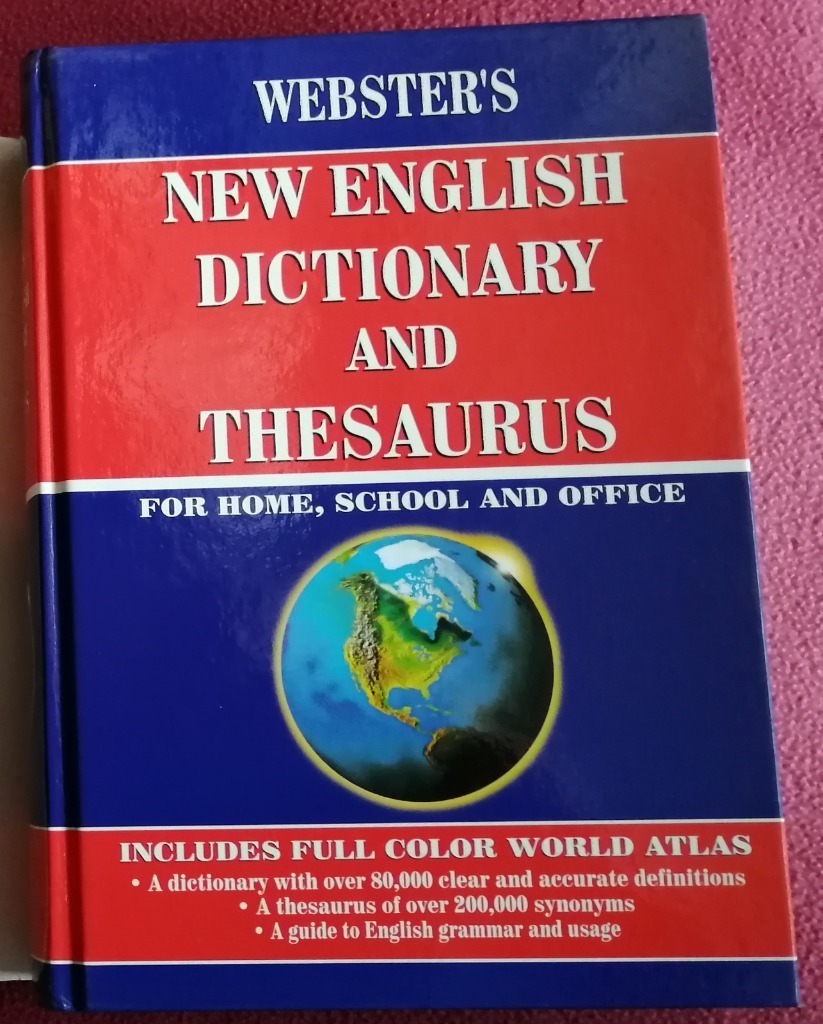 WEBSTER'S
NEW ENGLISH
DICTIONARY
AND
THESAURUS
FOR HOME, SCHOOL AND OFFICE
INCLUDES FULL COLOR WORLD ATLAS
• A dictionary with over 80,000 clear and accurate definitions
• A thesaurus of over 200,000 synonyms
• A guide to English grammar and usage